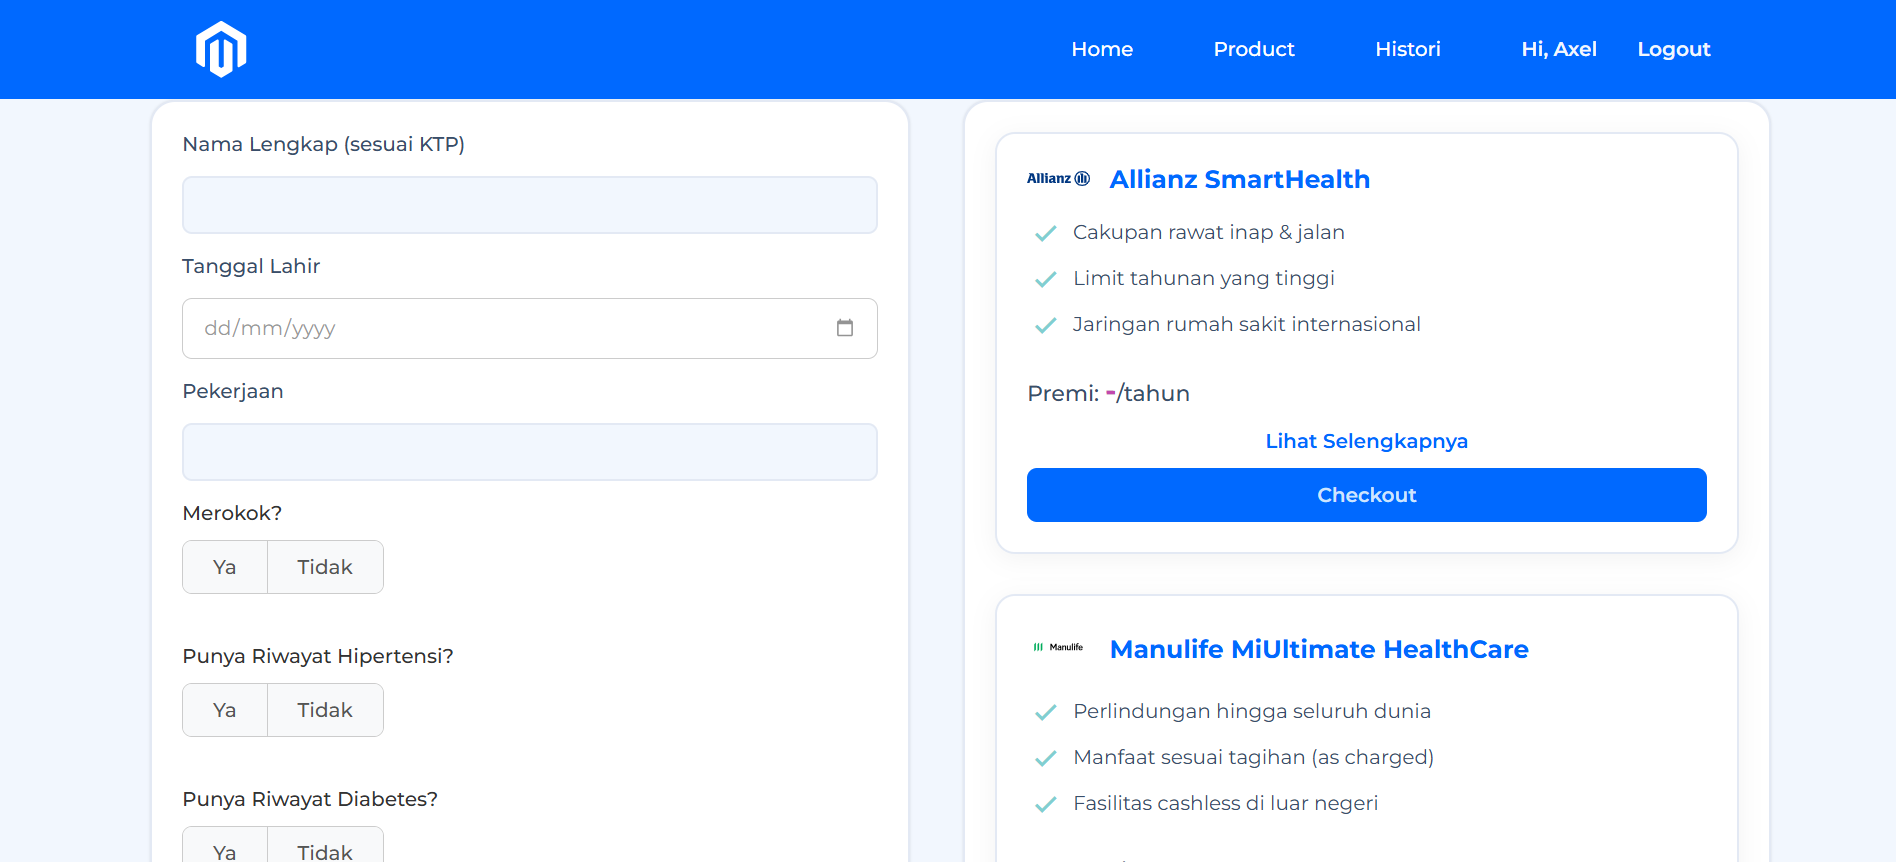 Home Product Histori Hi, Axel Logout
Nama Lengkap (sesuai KTP)
Tanggal Lahir
dd/mm/yyyy
Pekerjaan
Merokok?
Ya Tidak
Punya Riwayat Hipertensi?
Ya Tidak
Punya Riwayat Diabetes?
Ya Tidak
Allianz
Allianz SmartHealth
Cakupan rawat inap & jalan
Limit tahunan yang tinggi
Jaringan rumah sakit internasional
Premi: -/tahun
Lihat Selengkapnya
Checkout
Manulife
Manulife MiUltimate HealthCare
Perlindungan hingga seluruh dunia
Manfaat sesuai tagihan (as charged)
Fasilitas cashless di luar negeri